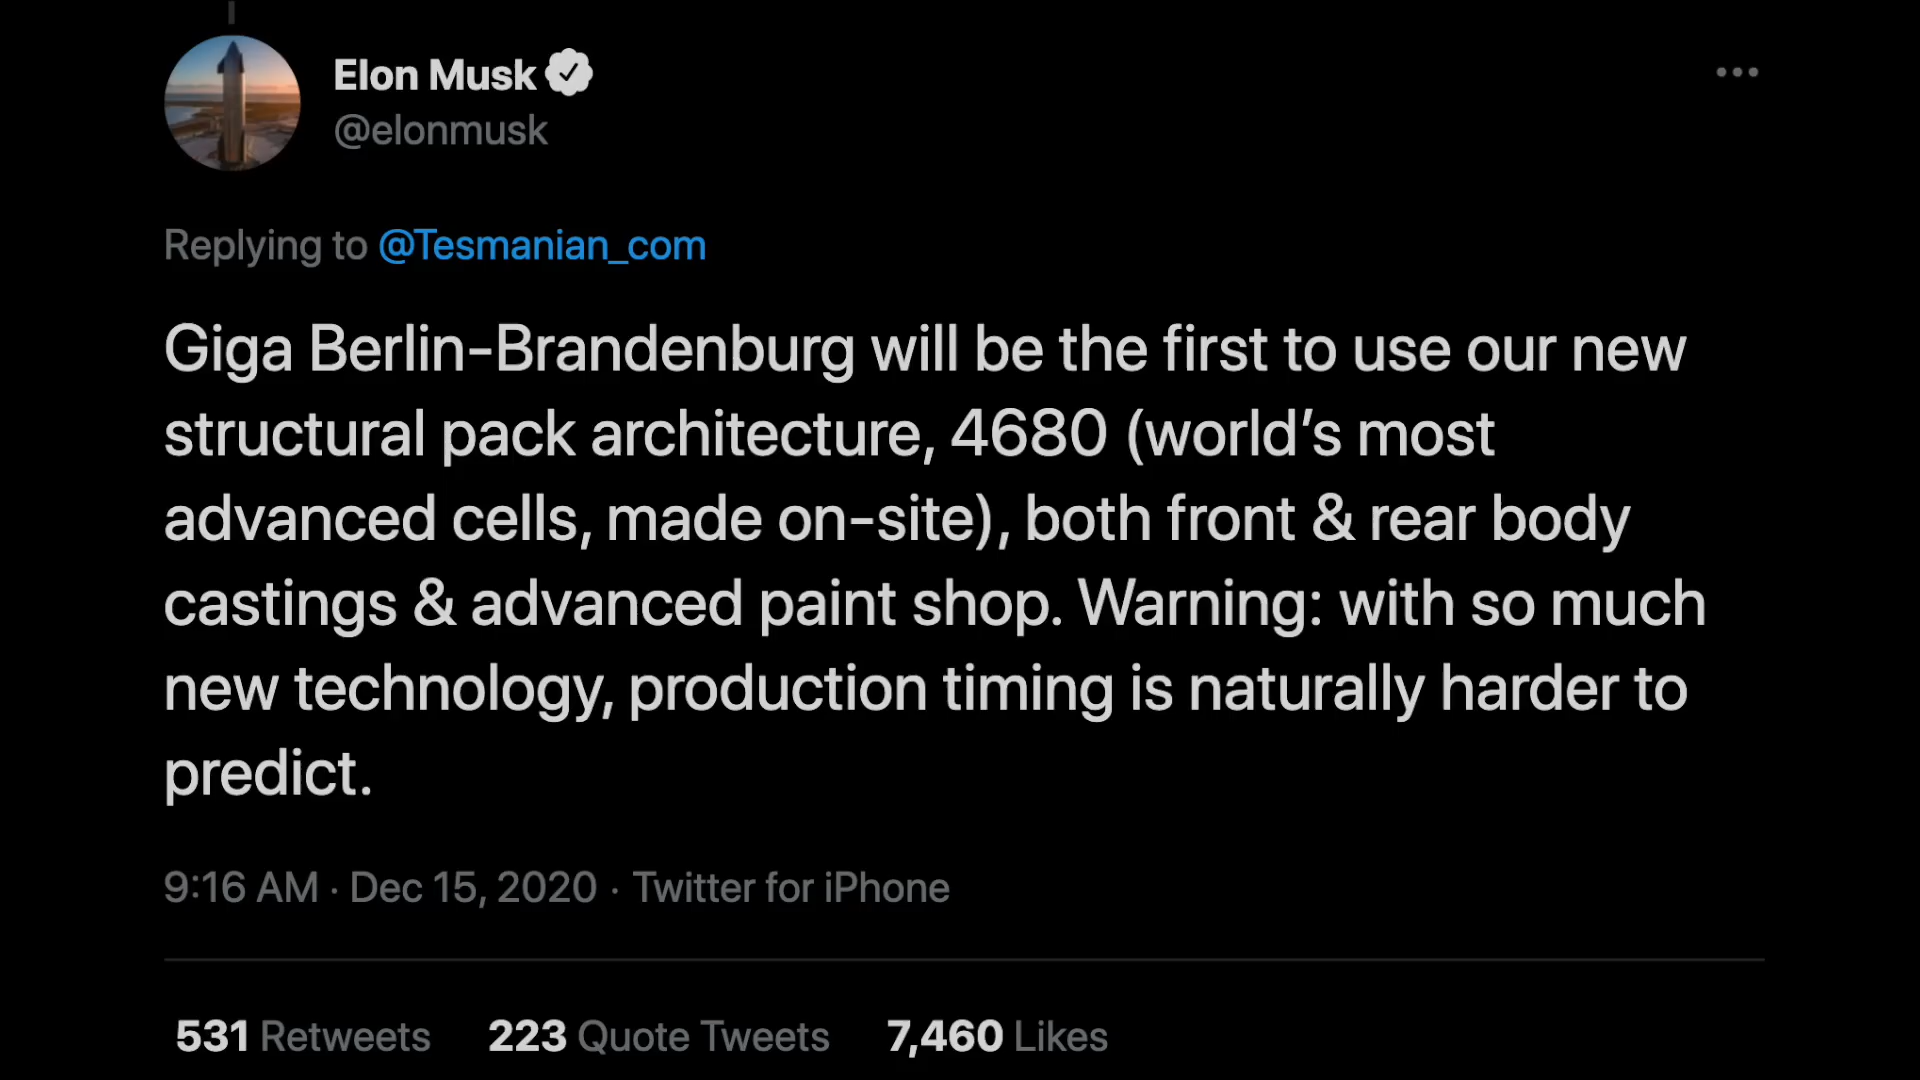 Elon Musk
@elonmusk
Replying to @Tesmanian_com
Giga Berlin-Brandenburg will be the first to use our new
structural pack architecture, 4680 (world’s most
advanced cells, made on-site), both front & rear body
castings & advanced paint shop. Warning: with so much
new technology, production timing is naturally harder to
predict.
9:16 AM · Dec 15, 2020 · Twitter for iPhone
531 Retweets 223 Quote Tweets 7,460 Likes